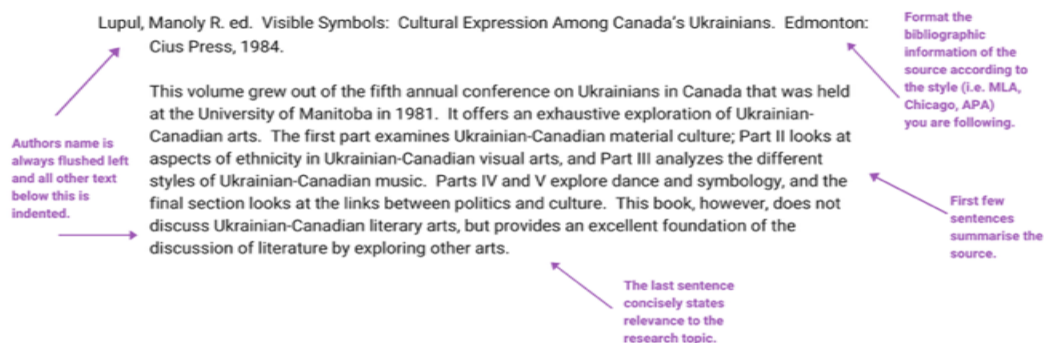 Lupul, Manoly R. ed.  Visible Symbols:  Cultural Expression Among Canada's Ukrainians.  Edmonton:
Cius Press, 1984.
Format the
bibliographic
information of the
source according to
the style (i.e. MLA,
Chicago, APA)
you are following.
This volume grew out of the fifth annual conference on Ukrainians in Canada that was held
at the University of Manitoba in 1981.  It offers an exhaustive exploration of Ukrainian-
Canadian arts.  The first part examines Ukrainian-Canadian material culture; Part II looks at
aspects of ethnicity in Ukrainian-Canadian visual arts, and Part III analyzes the different
styles of Ukrainian-Canadian music.  Parts IV and V explore dance and symbology, and the
final section looks at the links between politics and culture.  This book, however, does not
discuss Ukrainian-Canadian literary arts, but provides an excellent foundation of the
discussion of literature by exploring other arts.
Authors name is
always flushed left
and all other text
below this is
indented.
First few
sentences
summarise the
source.
The last sentence
concisely states
relevance to the
research topic.